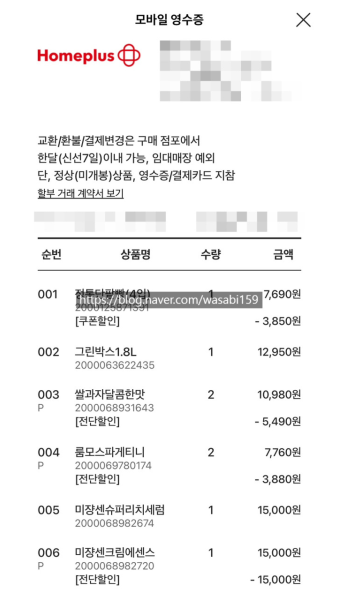 모바일 영수증
Homeplus
교환/환불/결제변경은 구매 점포에서
한달(신선7일)이내 가능, 임대매장 예외
단, 정상(미개봉)상품, 영수증/결제카드 지참
할부 거래 계약서 보기
순번 상품명 수량 금액
001 1 7,690원
https://blog.naver.com/wasabi159
[쿠폰할인] - 3,850원
002 그린박스1.8L 1 12,950원
2000063622435
003 쌀과자달콤한맛 2 10,980원
P 2000068931643
[전단할인] - 5,490원
004 룸모스파게티니 2 7,760원
P 2000069780174
[전단할인] - 3,880원
005 미쟝센슈퍼리치세럼 1 15,000원
2000068982674
006 미쟝센크림에센스 1 15,000원
P 2000068982720
[전단할인] - 15,000원